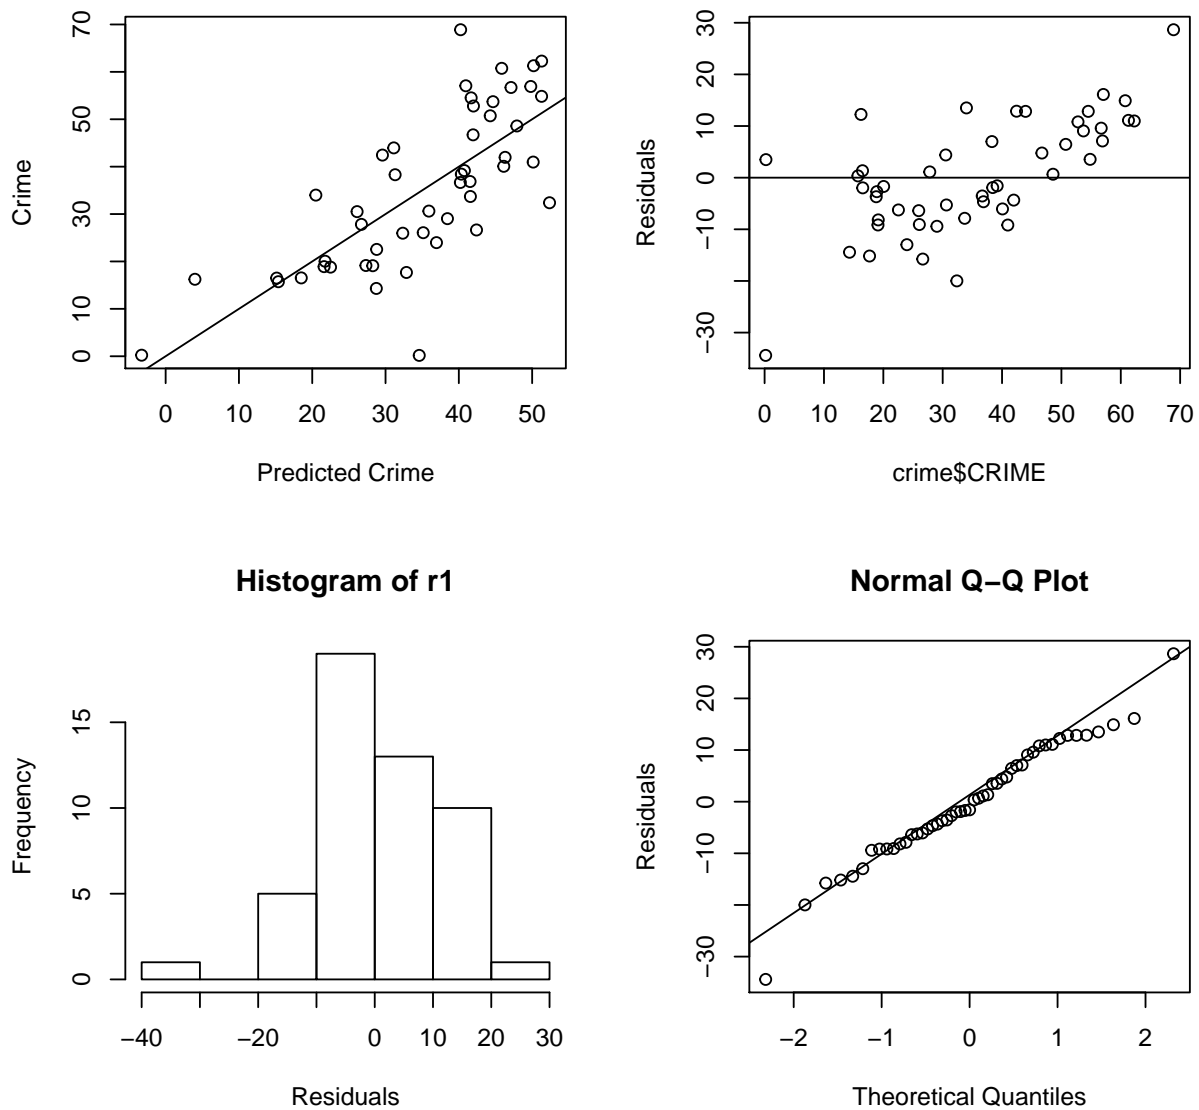 70
50
30
10
0
Crime
0 10 20 30 40 50
Predicted Crime
30
20
10
0
−10
−30
Residuals
0 10 20 30 40 50 60 70
crime$CRIME
Histogram of r1
15
10
5
0
Frequency
−40 −20 0 10 20 30
Residuals
Normal Q−Q Plot
30
20
10
0
−10
−30
Residuals
−2 −1 0 1 2
Theoretical Quantiles